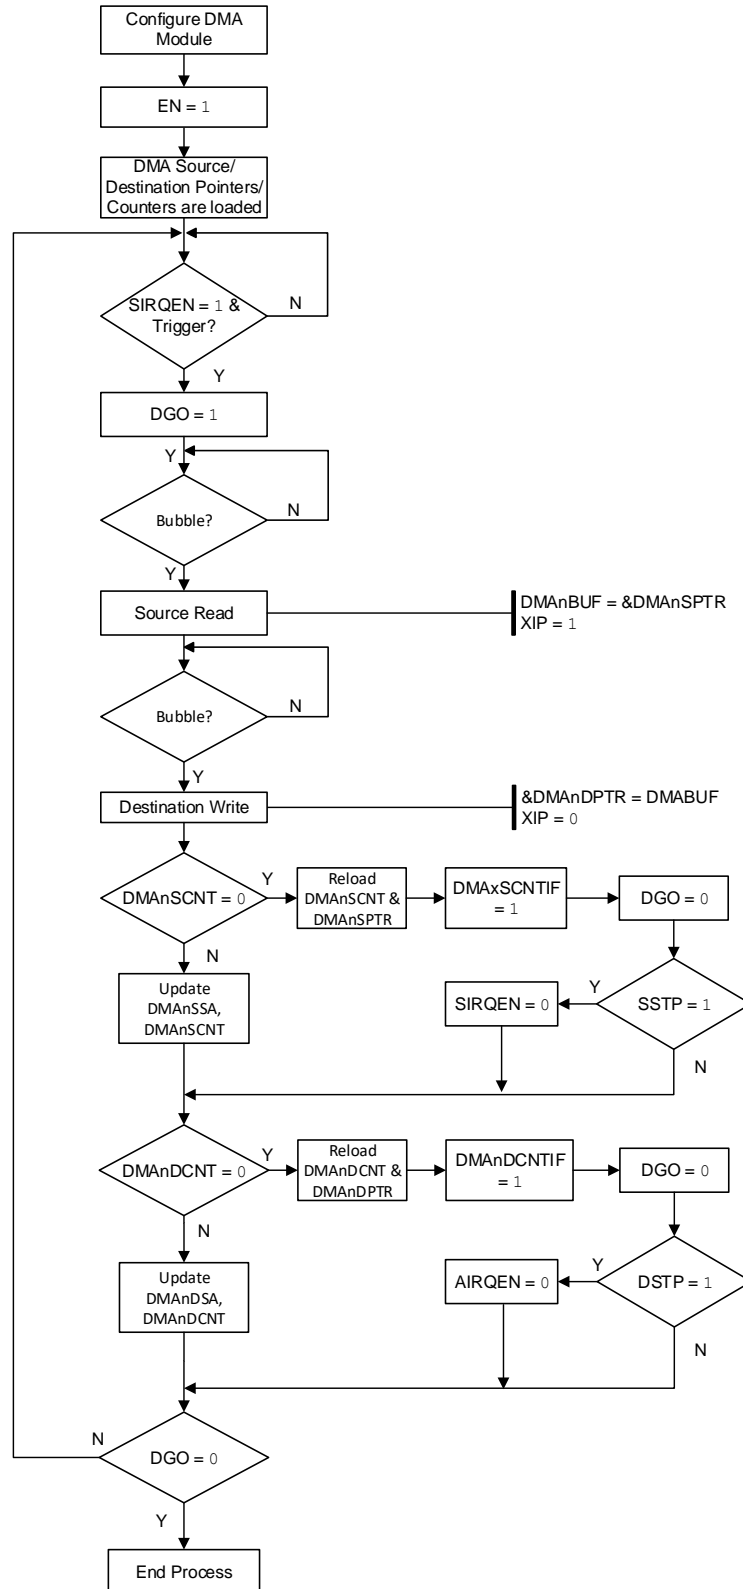 Configure DMA
Module
EN = 1
DMA Source/
Destination Pointers/
Counters are loaded
SIRQEN = 1 &
Trigger?
N
Y
DGO = 1
Y
Bubble?
N
Y
Source Read
DMAnBUF = &DMAnSPTR
XIP = 1
Bubble?
N
Y
Destination Write
&DMAnDPTR = DMABUF
XIP = 0
DMAnSCNT = 0
Y
Reload
DMAnSCNT &
DMAnSPTR
DMAxSCNTIF
= 1
DGO = 0
N
Update
DMAnSSA,
DMAnSCNT
SIRQEN = 0
Y
SSTP = 1
N
DMAnDCNT = 0
Y
Reload
DMAnDCNT &
DMAnDPTR
DMAnDCNTIF
= 1
DGO = 0
N
Update
DMAnDSA,
DMAnDCNT
AIRQEN = 0
Y
DSTP = 1
N
N
DGO = 0
Y
End Process